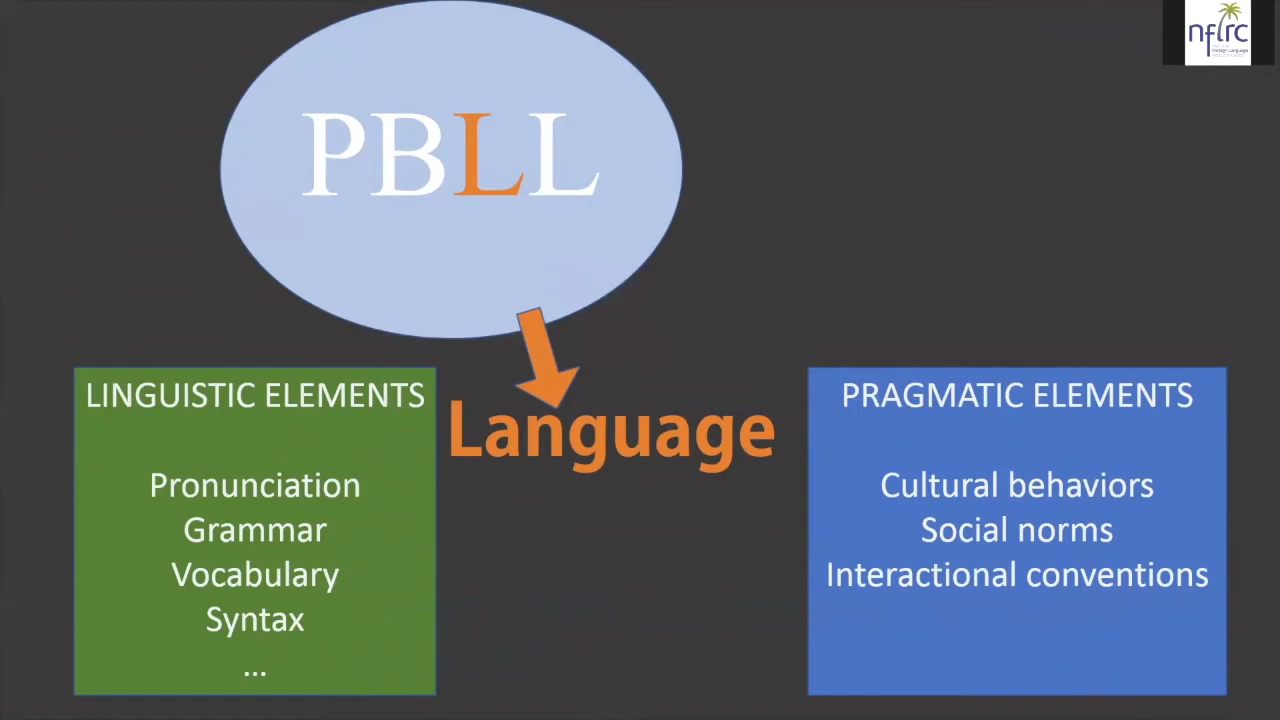 nflrc
PBLL
Language
LINGUISTIC ELEMENTS
Pronunciation
Grammar
Vocabulary
Syntax
...
PRAGMATIC ELEMENTS
Cultural behaviors
Social norms
Interactional conventions